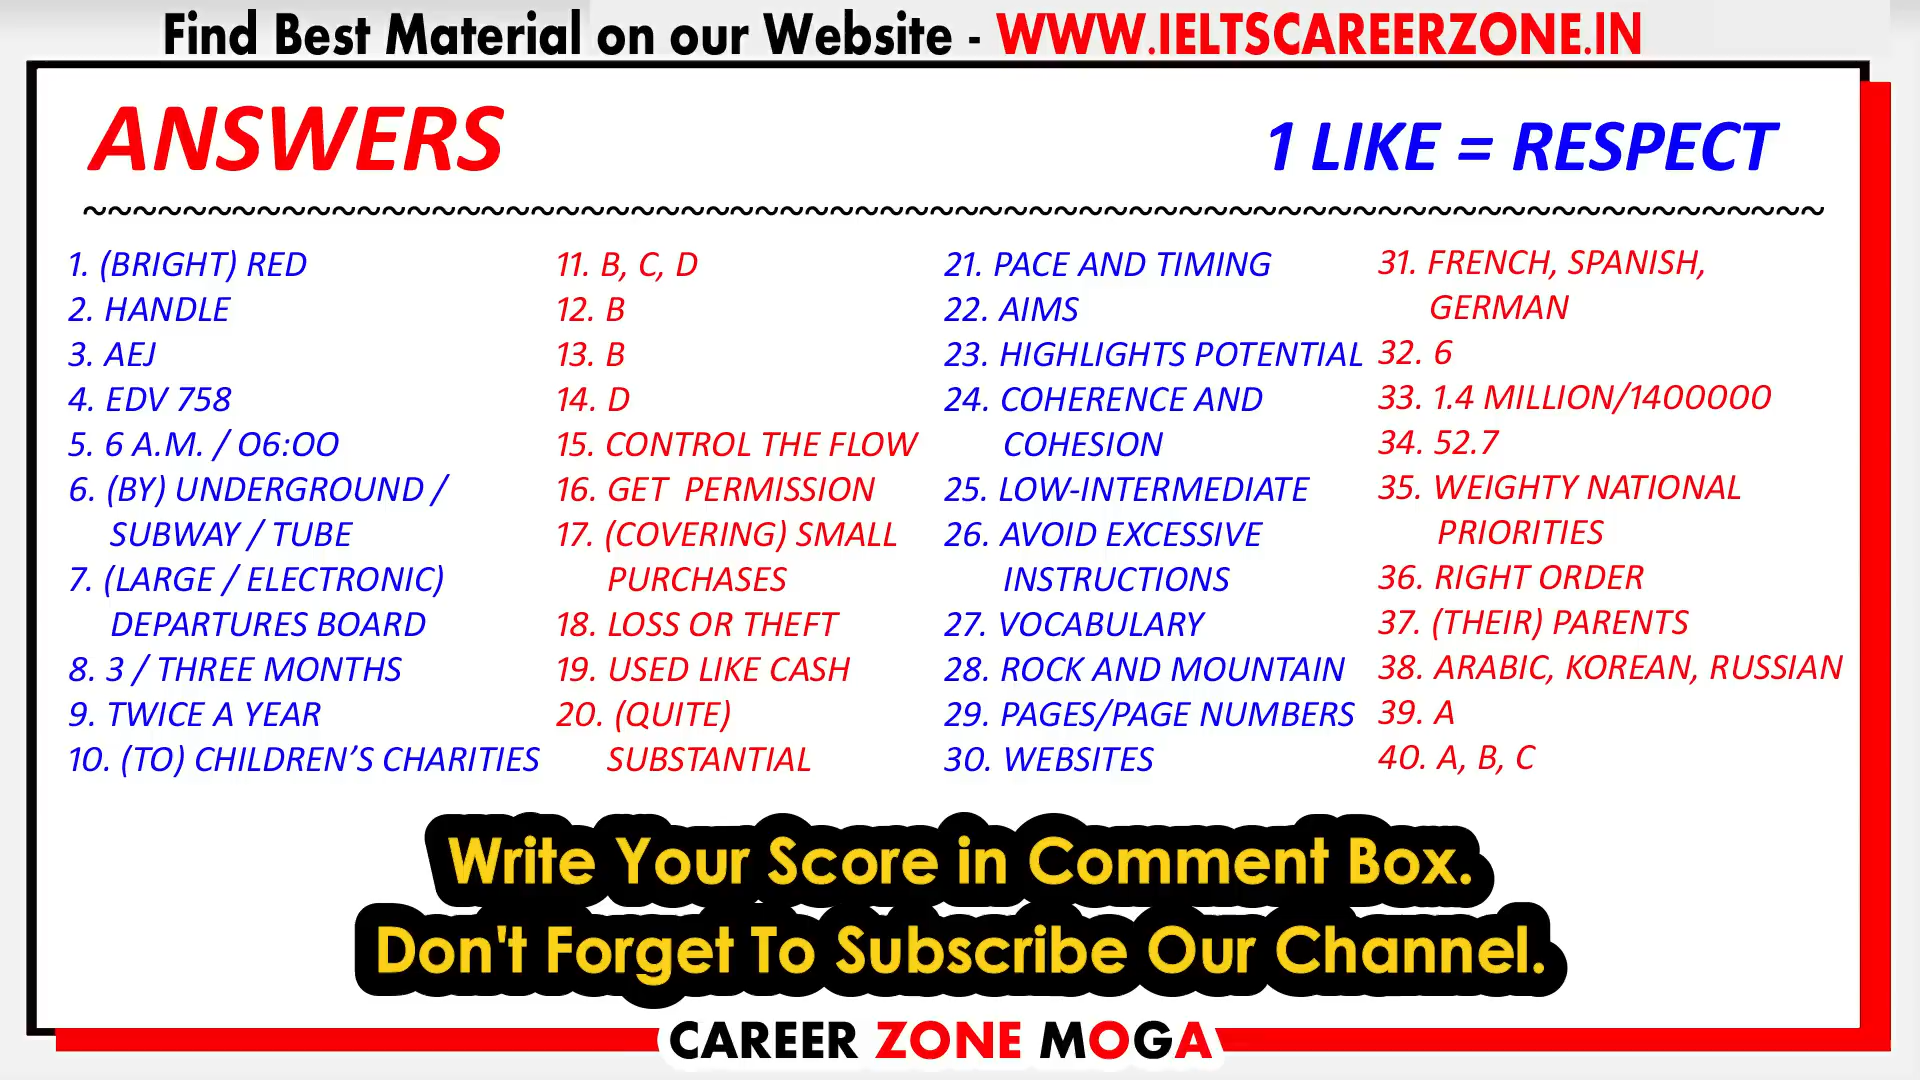 Find Best Material on our Website - WWW.IELTSCAREERZONE.IN
ANSWERS
1 LIKE = RESPECT
~~~~~~~~~~~~~~~~~~~~~~~~~~~~~~~~~~~~~~~~~~~~~~~~~~~~~~~~~~~~~~~~~~~~~~
1. (BRIGHT) RED
2. HANDLE
3. AEJ
4. EDV 758
5. 6 A.M. / O6:OO
6. (BY) UNDERGROUND /
SUBWAY / TUBE
7. (LARGE / ELECTRONIC)
DEPARTURES BOARD
8. 3 / THREE MONTHS
9. TWICE A YEAR
10. (TO) CHILDREN’S CHARITIES
11. B, C, D
12. B
13. B
14. D
15. CONTROL THE FLOW
16. GET PERMISSION
17. (COVERING) SMALL
PURCHASES
18. LOSS OR THEFT
19. USED LIKE CASH
20. (QUITE)
SUBSTANTIAL
21. PACE AND TIMING
22. AIMS
23. HIGHLIGHTS POTENTIAL
24. COHERENCE AND
COHESION
25. LOW-INTERMEDIATE
26. AVOID EXCESSIVE
INSTRUCTIONS
27. VOCABULARY
28. ROCK AND MOUNTAIN
29. PAGES/PAGE NUMBERS
30. WEBSITES
31. FRENCH, SPANISH,
GERMAN
32. 6
33. 1.4 MILLION/1400000
34. 52.7
35. WEIGHTY NATIONAL
PRIORITIES
36. RIGHT ORDER
37. (THEIR) PARENTS
38. ARABIC, KOREAN, RUSSIAN
39. A
40. A, B, C
Write Your Score in Comment Box.
Don't Forget To Subscribe Our Channel.
CAREER ZONE MOGA